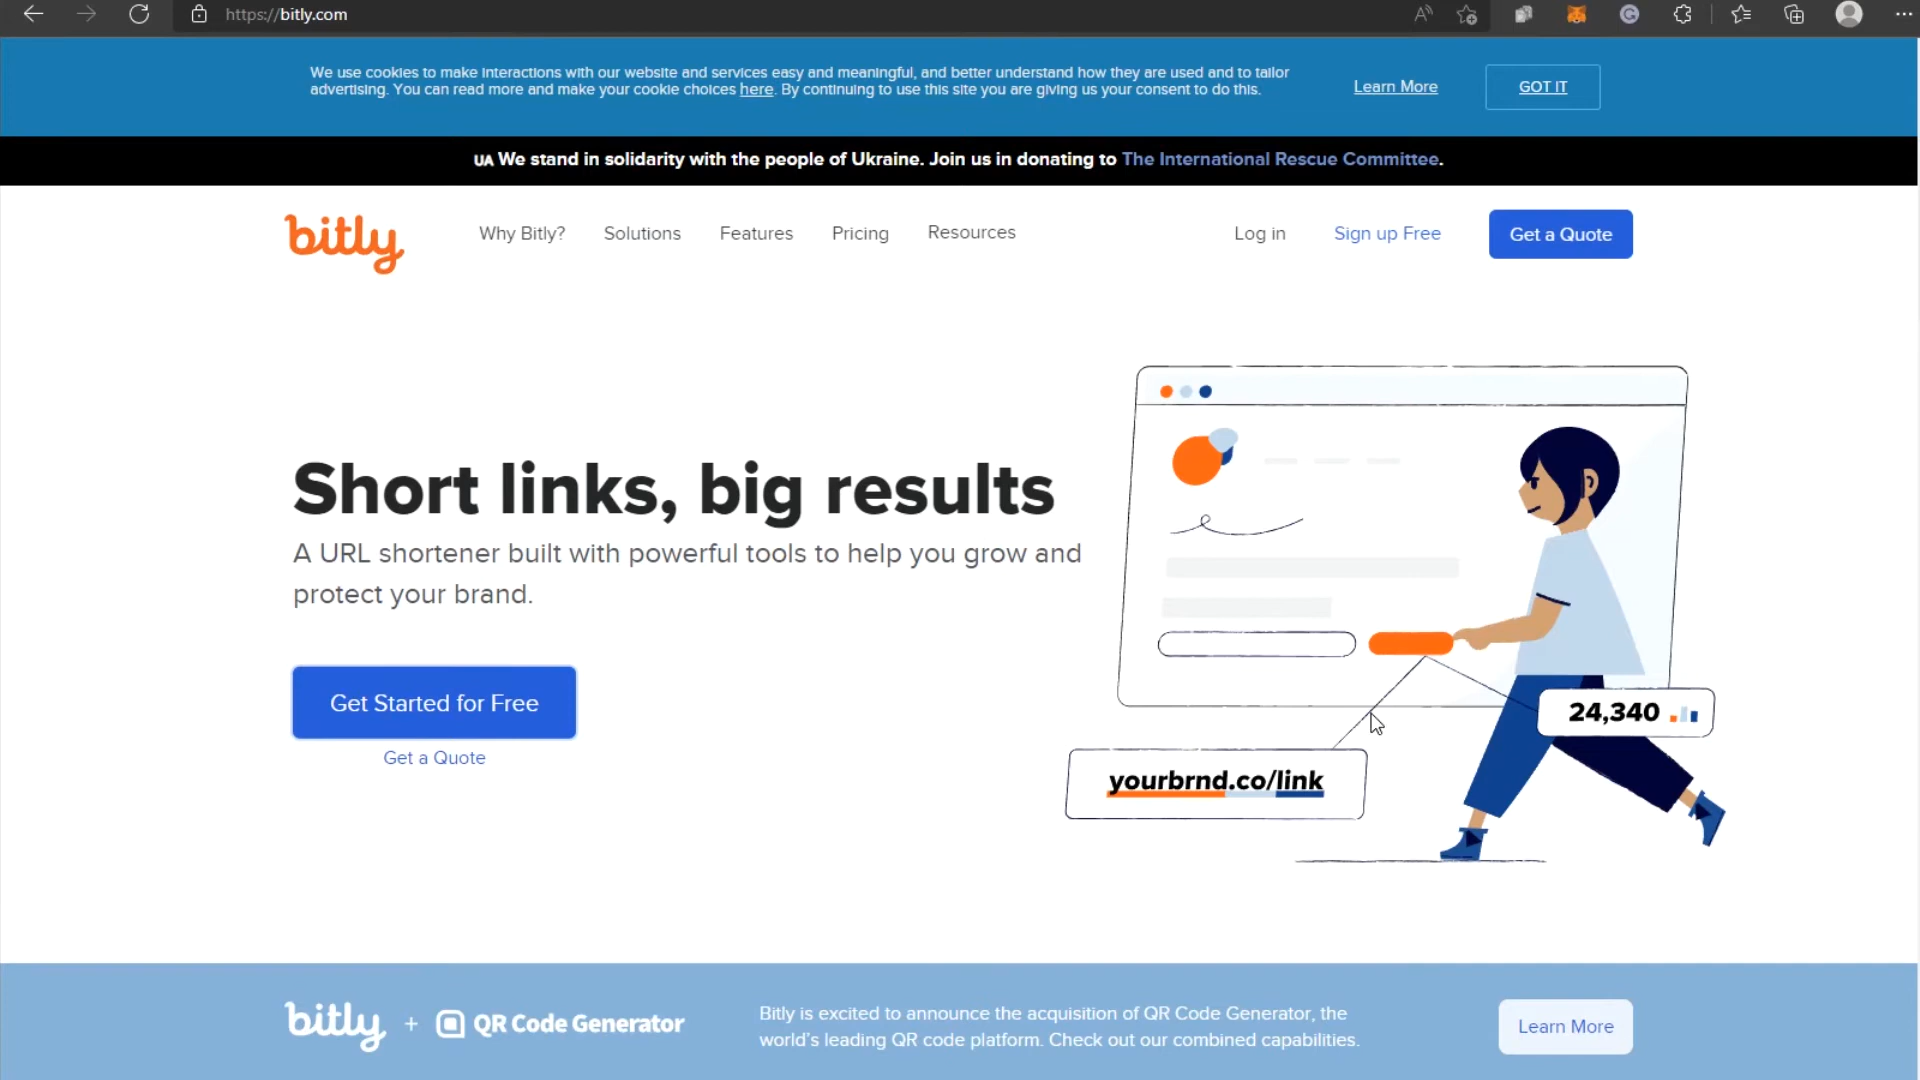 https://bitly.com
We use cookies to make interactions with our website and services easy and meaningful, and better understand how they are used and to tailor
advertising. You can read more and make your cookie choices here. By continuing to use this site you are giving us your consent to do this.
Learn More
GOT IT
UA We stand in solidarity with the people of Ukraine. Join us in donating to The International Rescue Committee.
bitly
Why Bitly?
Solutions
Features
Pricing
Resources
Log in
Sign up Free
Get a Quote
Short links, big results
A URL shortener built with powerful tools to help you grow and
protect your brand.
Get Started for Free
Get a Quote
24,340
yourbrnd.co/link
bitly + QR Code Generator
Bitly is excited to announce the acquisition of QR Code Generator, the
world's leading QR code platform. Check out our combined capabilities.
Learn More